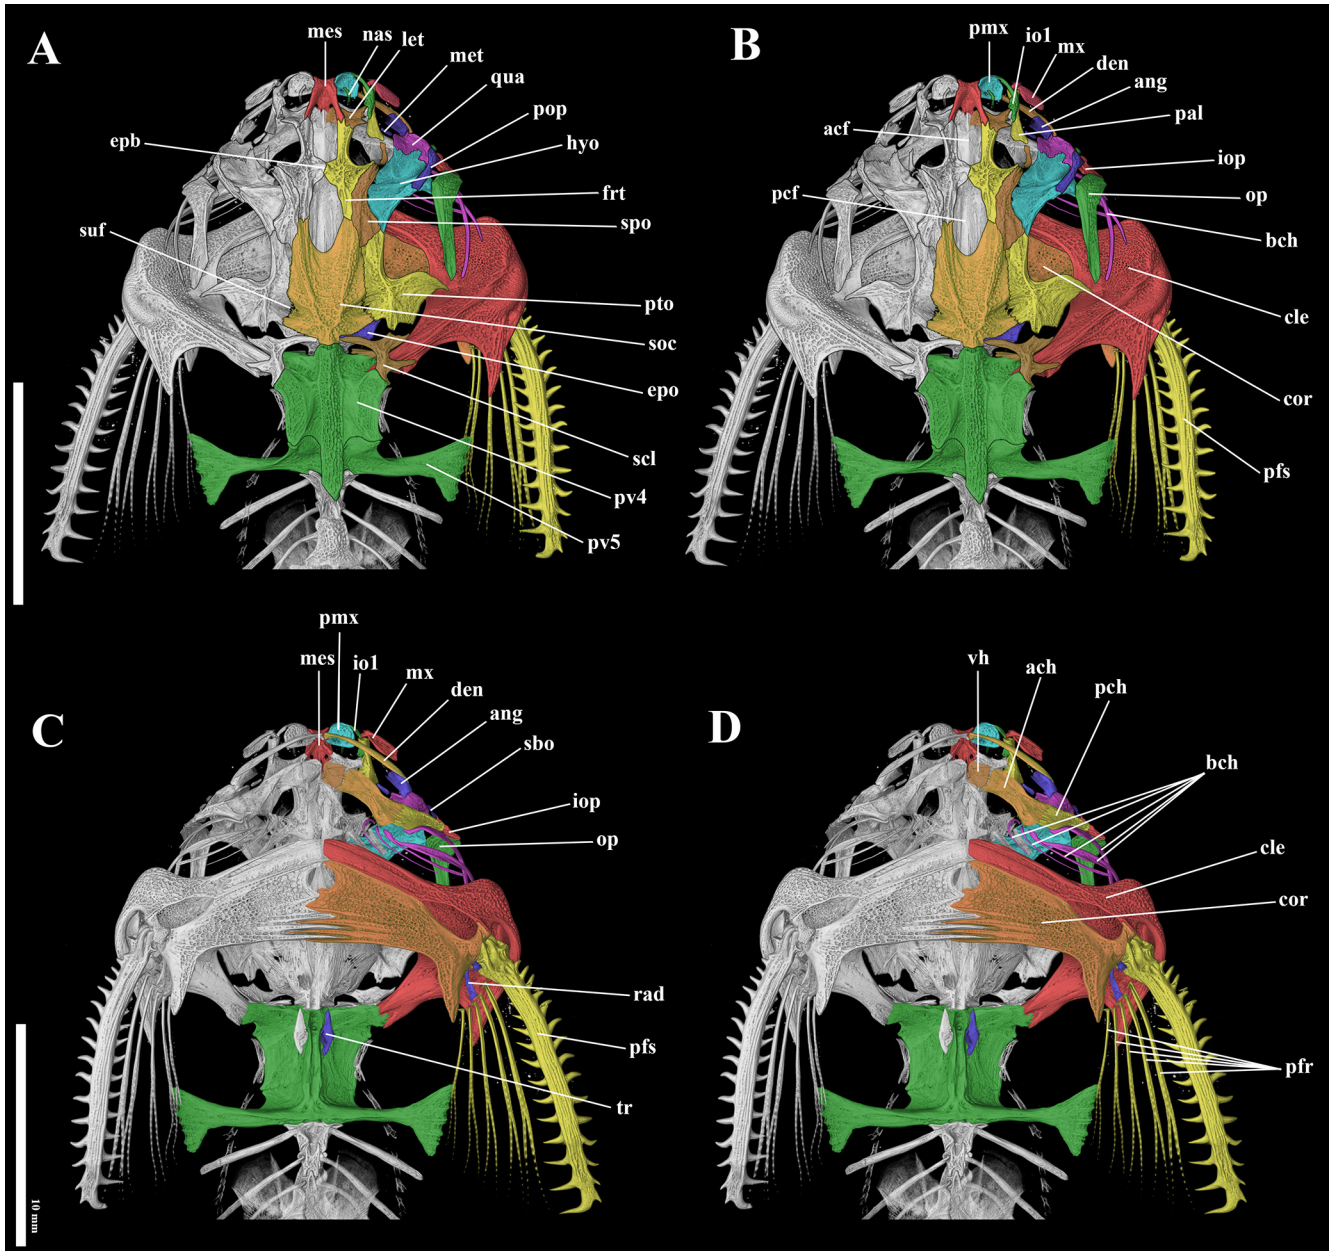 A
mes
nas
let
met
qua
pop
hyo
epb
frt
spo
suf
pto
soc
epo
scl
pv4
pv5
B
pmx
io1
mx
den
ang
pal
acf
iop
pcf
op
bch
cle
cor
pfs
C
pmx
mes
io1
mx
den
ang
sbo
iop
op
rad
pfs
tr
10 mm
D
vh
ach
pch
bch
cle
cor
pfr